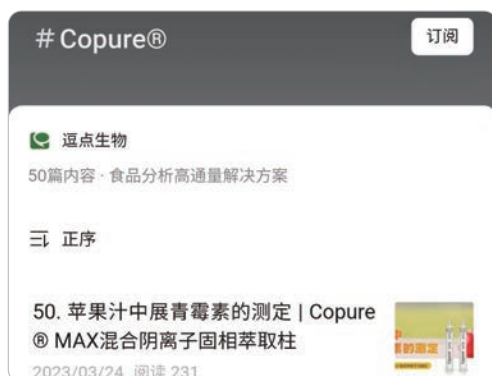 #Copure®
订阅
逗点生物
50篇内容 · 食品分析高通量解决方案
正序
50. 苹果汁中展青霉素的测定 | Copure
® MAX混合阴离子固相萃取柱
2023/03/24 阅读 231
的测定